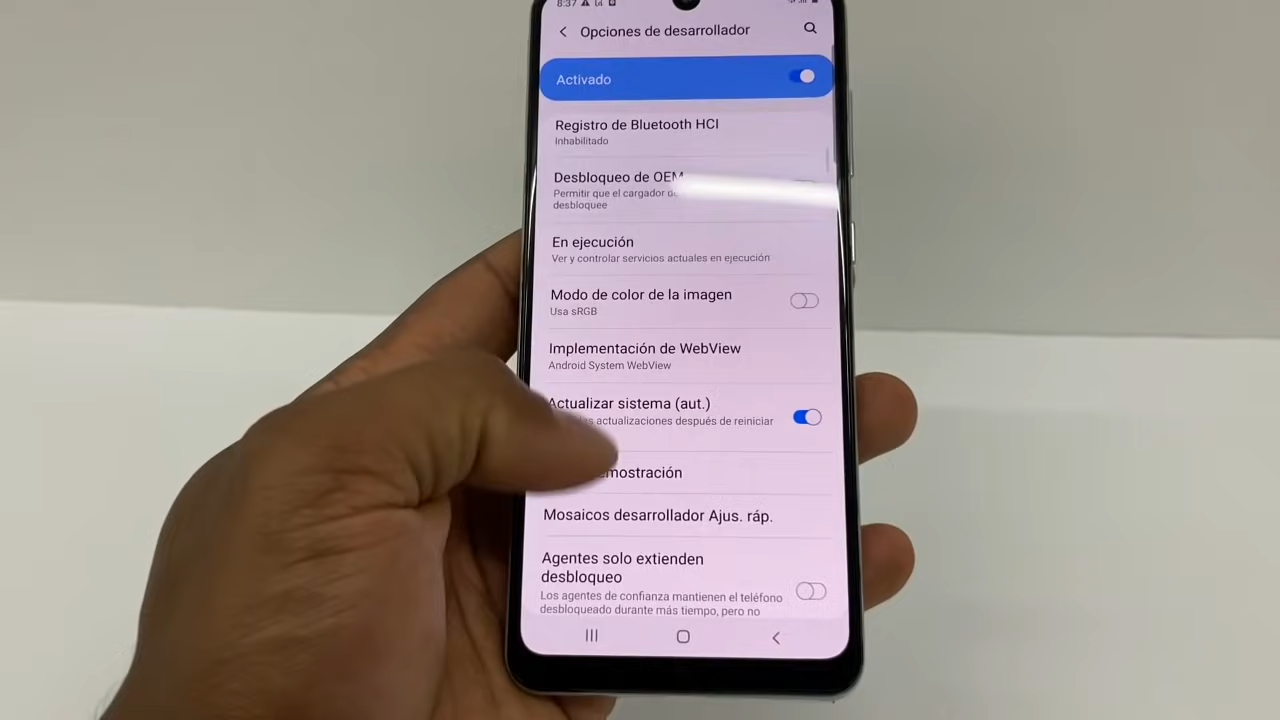 8:37
Opciones de desarrollador
Activado
Registro de Bluetooth HCI
Inhabilitado
Desbloqueo de OEM
Permitir que el cargador
desbloquee
En ejecución
Ver y controlar servicios actuales en ejecución
Modo de color de la imagen
Usa sRGB
Implementación de WebView
Android System WebView
Actualizar sistema (aut.)
actualizaciones después de reiniciar
mostración
Mosaicos desarrollador Ajus. ráp.
Agentes solo extienden
desbloqueo
Los agentes de confianza mantienen el teléfono
desbloqueado durante más tiempo, pero no